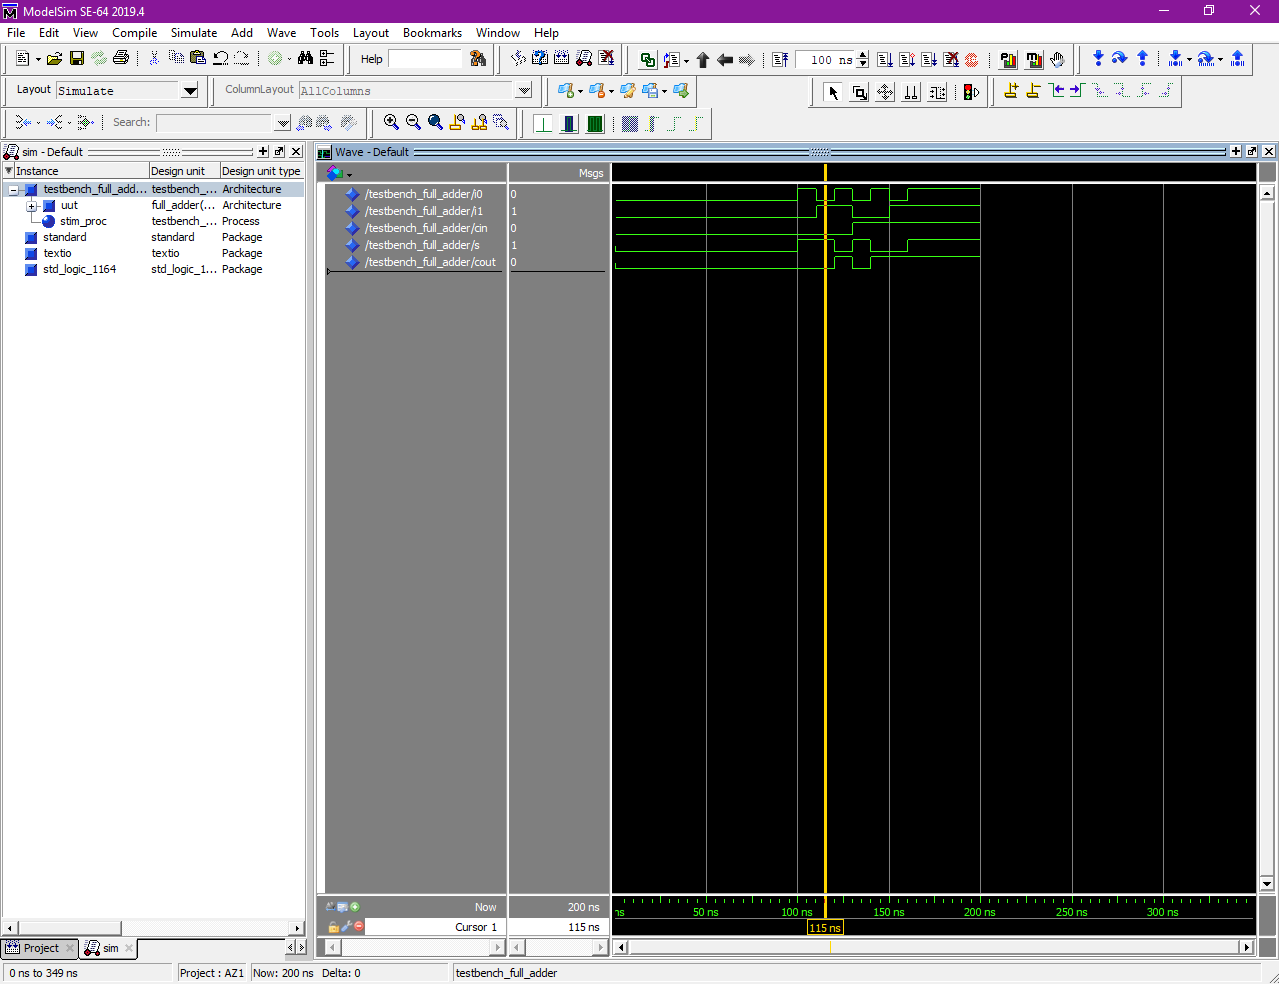 ModelSim SE-64 2019.4
File Edit View Compile Simulate Add Wave Tools Layout Bookmarks Window Help
Help
100 ns
Layout Simulate
ColumnLayout AllColumns
Search:
sim - Default
Wave - Default
Instance Design unit Design unit type
Msgs
testbench_full_add... testbench_... Architecture
uut full_adder(... Architecture
stim_proc testbench_... Process
standard standard Package
textio textio Package
std_logic_1164 std_logic_1... Package
/testbench_full_adder/i0 0
/testbench_full_adder/i1 1
/testbench_full_adder/cin 0
/testbench_full_adder/s 1
/testbench_full_adder/cout 0
Now 200 ns
ns 50 ns 100 ns 150 ns 200 ns 250 ns 300 ns
Cursor 1 115 ns
115 ns
Project sim
0 ns to 349 ns Project : AZ1 Now: 200 ns Delta: 0 testbench_full_adder